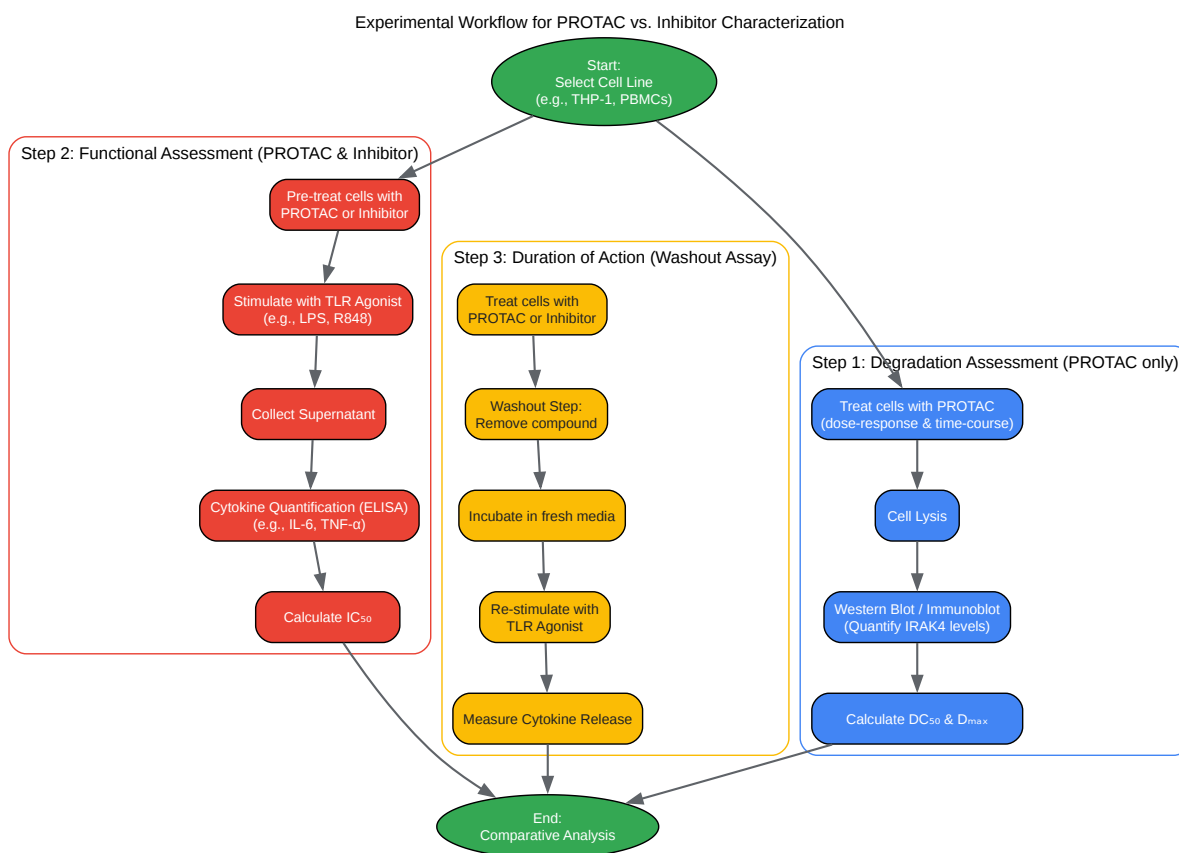 Experimental Workflow for PROTAC vs. Inhibitor Characterization
Start:
Select Cell Line
(e.g., THP-1, PBMCs)
Step 2: Functional Assessment (PROTAC & Inhibitor)
Pre-treat cells with
PROTAC or Inhibitor
Stimulate with TLR Agonist
(e.g., LPS, R848)
Collect Supernatant
Cytokine Quantification (ELISA)
(e.g., IL-6, TNF-α)
Calculate IC₅₀
Step 3: Duration of Action (Washout Assay)
Treat cells with
PROTAC or Inhibitor
Washout Step:
Remove compound
Incubate in fresh media
Re-stimulate with
TLR Agonist
Measure Cytokine Release
Step 1: Degradation Assessment (PROTAC only)
Treat cells with PROTAC
(dose-response & time-course)
Cell Lysis
Western Blot / Immunoblot
(Quantify IRAK4 levels)
Calculate DC₅₀ & Dₘₐₓ
End:
Comparative Analysis